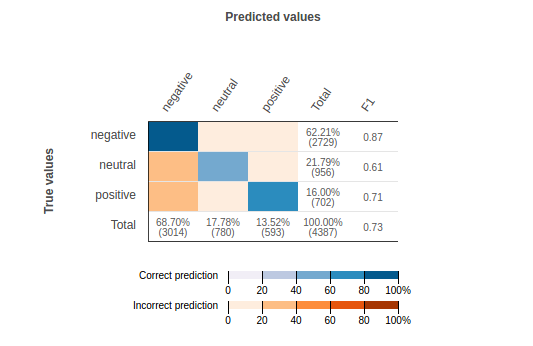 Predicted values
negative neutral positive Total F1
True values
negative 62.21% (2729) 0.87
neutral 21.79% (956) 0.61
positive 16.00% (702) 0.71
Total 68.70% (3014) 17.78% (780) 13.52% (593) 100.00% (4387) 0.73
Correct prediction
0 20 40 60 80 100%
Incorrect prediction
0 20 40 60 80 100%